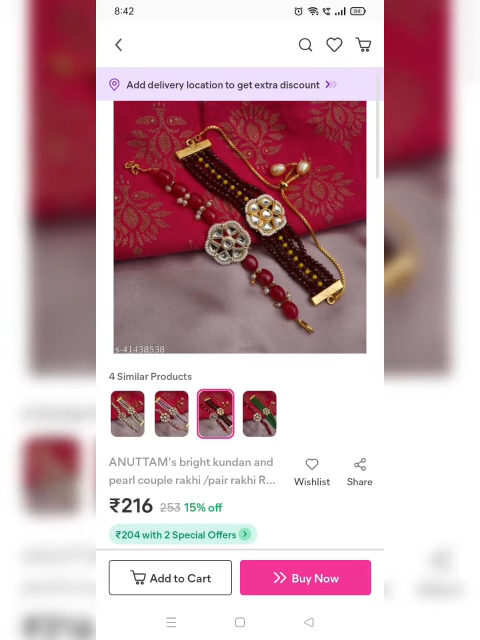 8:42
84
Add delivery location to get extra discount
s-41438538
4 Similar Products
ANUTTAM's bright kundan and
pearl couple rakhi /pair rakhi R...
Wishlist
Share
₹216 253 15% off
₹204 with 2 Special Offers
Add to Cart
Buy Now